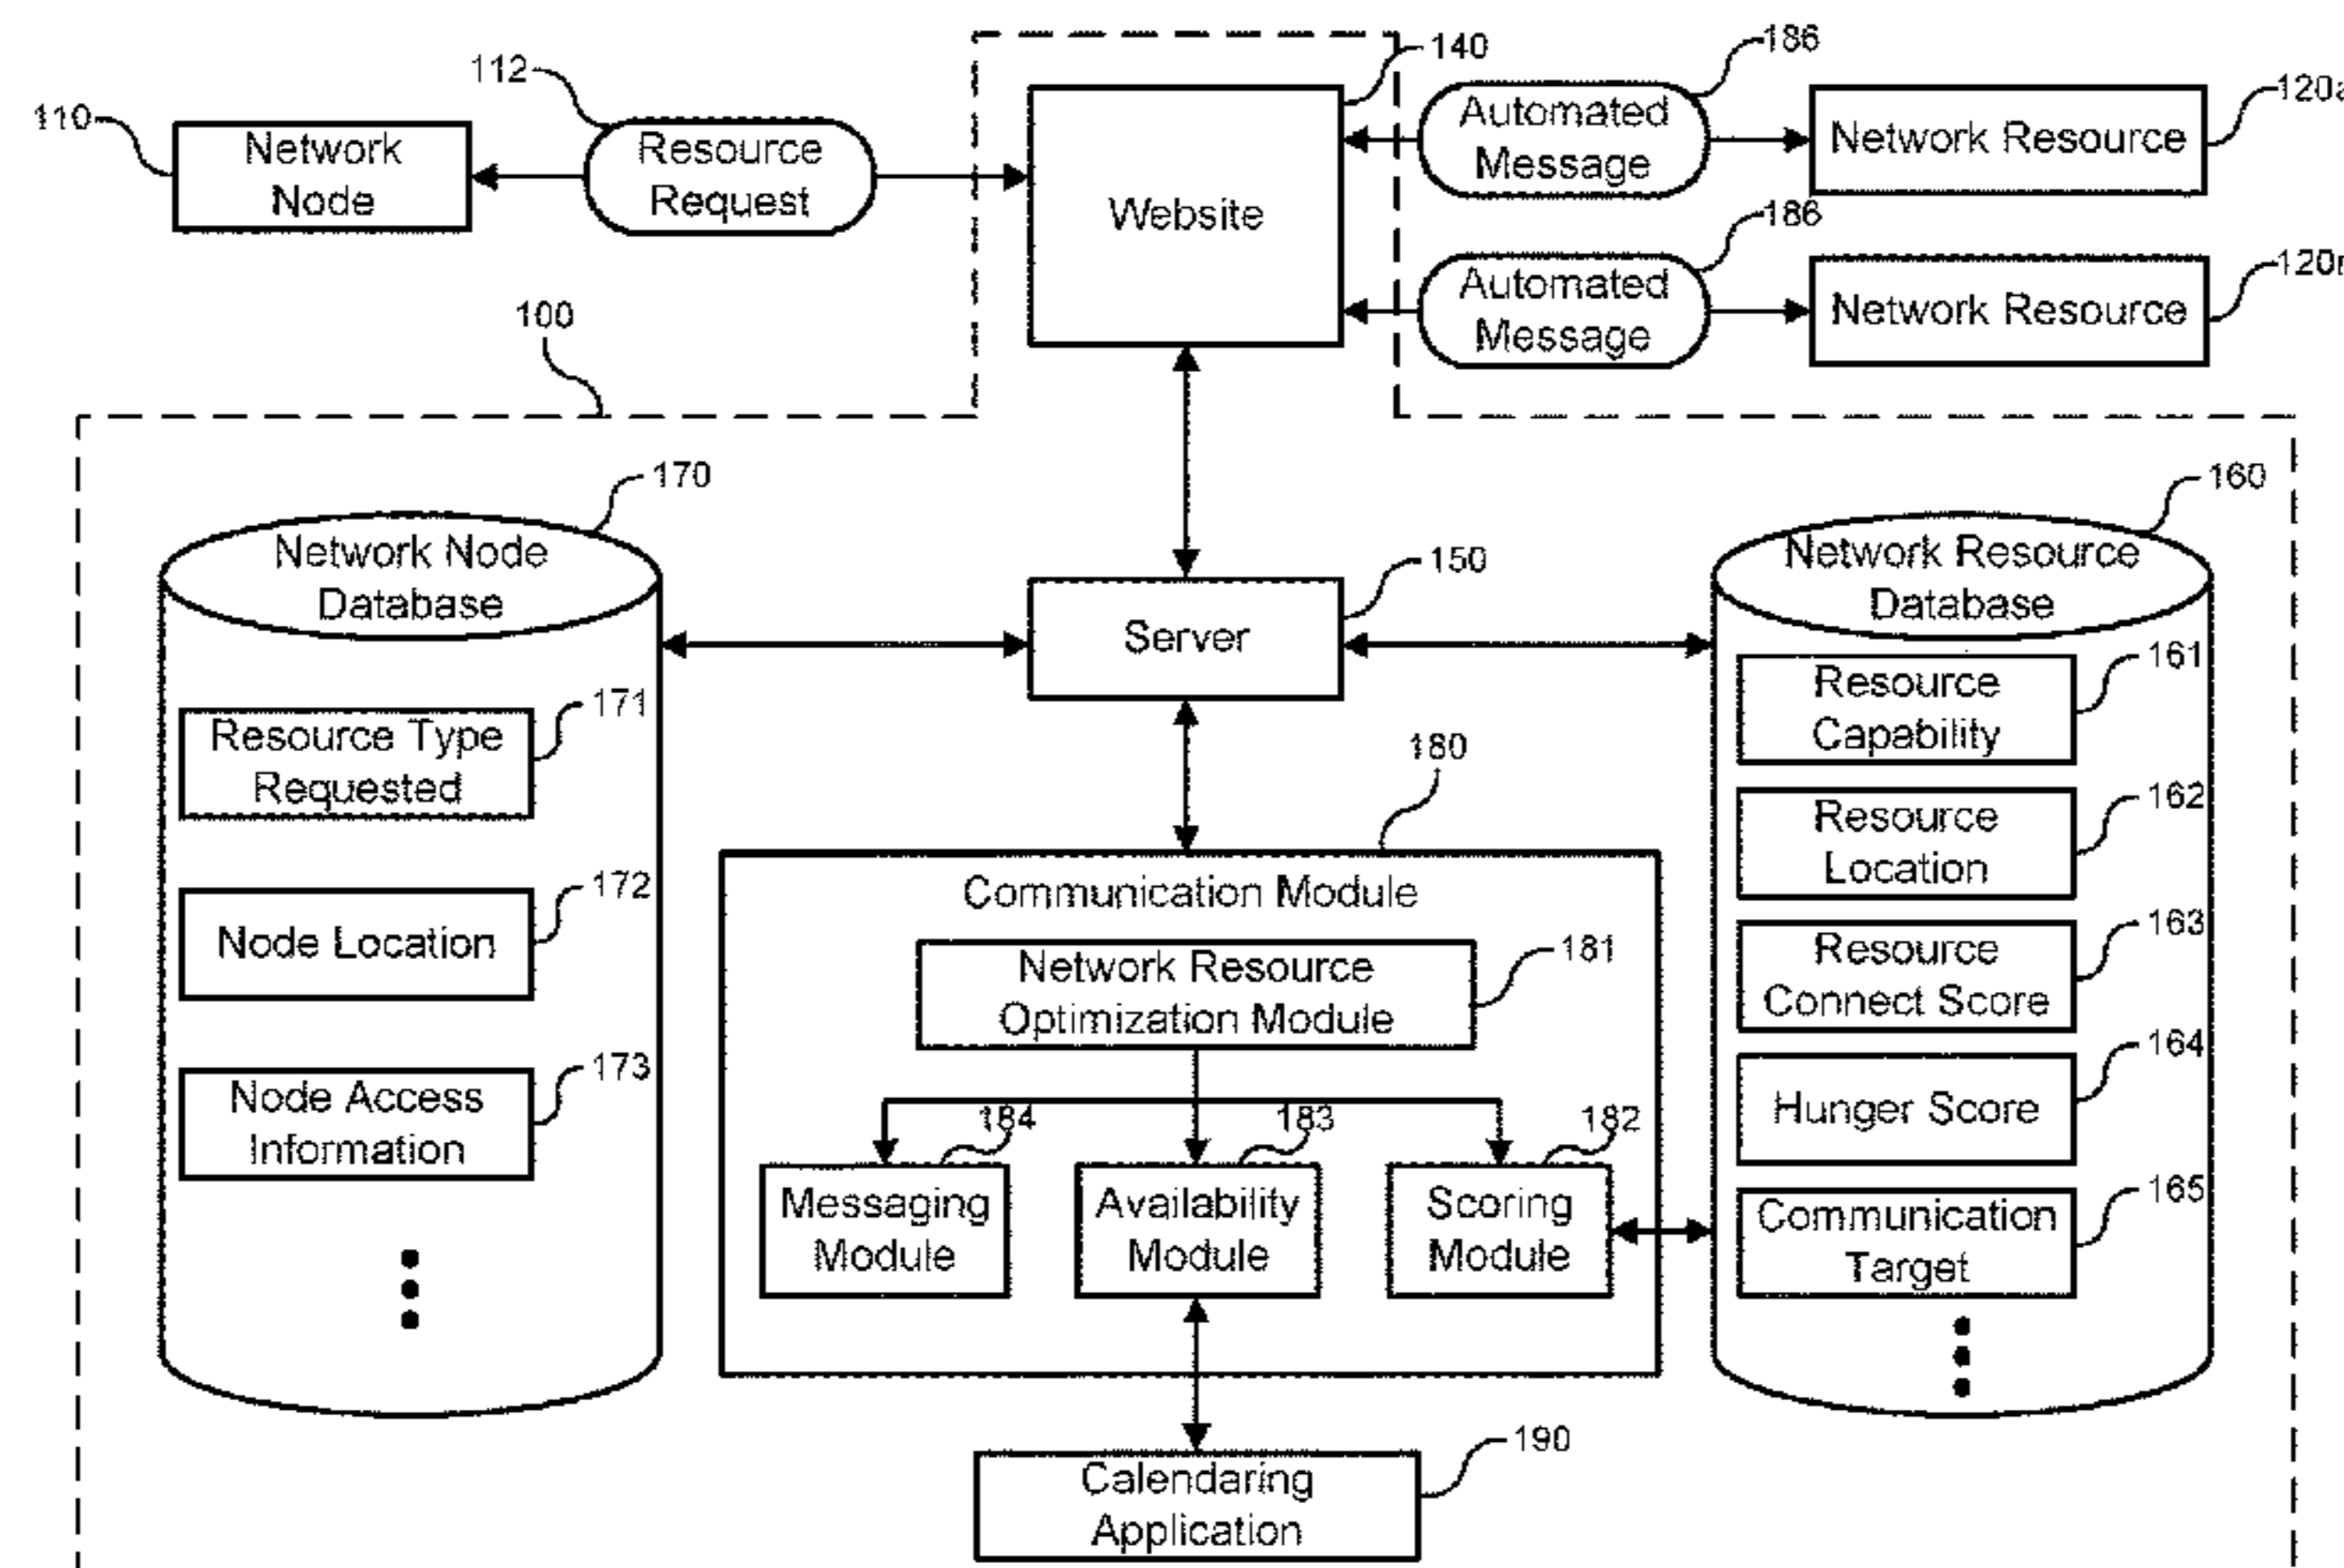 140
186
112
120a
110
Network
Node
Resource
Request
Website
Automated
Message
Network Resource
186
120n
Automated
Message
Network Resource
100
170
160
Network Node
Database
150
Server
Network Resource
Database
171
Resource Type
Requested
172
Node Location
173
Node Access
Information
180
Communication Module
181
Network Resource
Optimization Module
184
183
182
Messaging
Module
Availability
Module
Scoring
Module
161
Resource
Capability
162
Resource
Location
163
Resource
Connect Score
164
Hunger Score
165
Communication
Target
190
Calendaring
Application